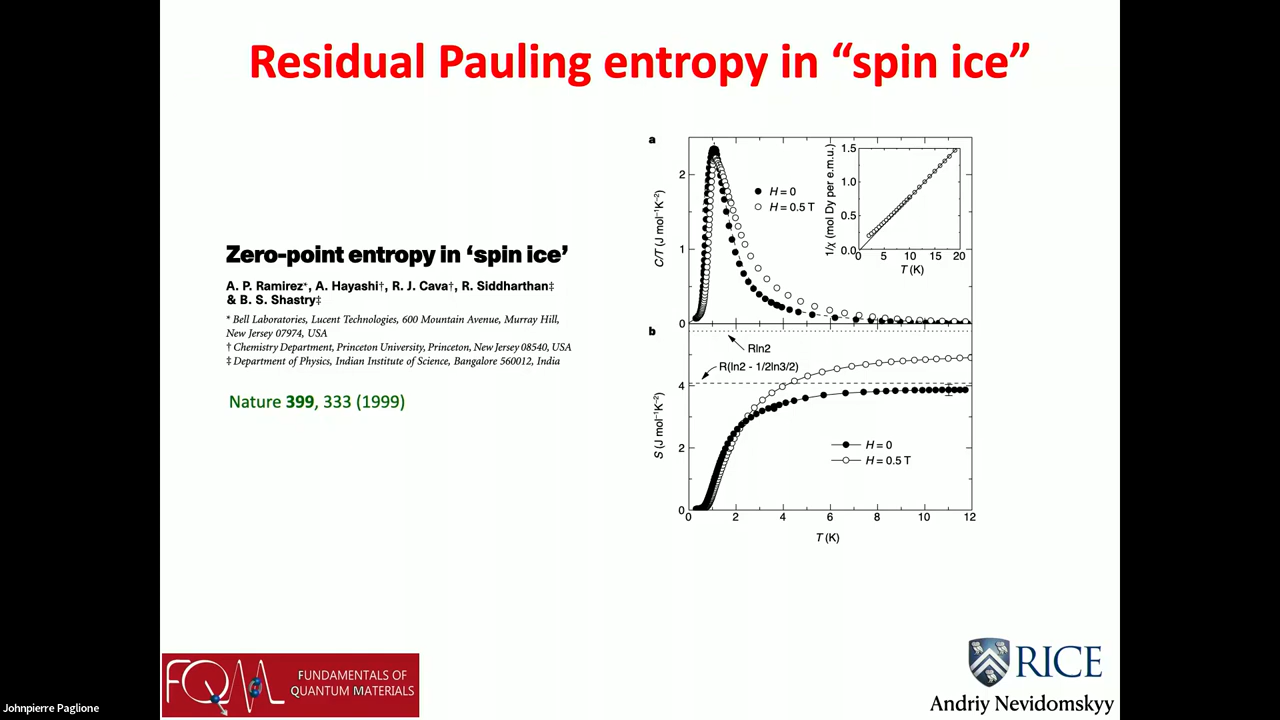 Residual Pauling entropy in “spin ice”
Zero-point entropy in ‘spin ice’
A. P. Ramirez*, A. Hayashi†, R. J. Cava†, R. Siddharthan‡
& B. S. Shastry‡
* Bell Laboratories, Lucent Technologies, 600 Mountain Avenue, Murray Hill,
New Jersey 07974, USA
† Chemistry Department, Princeton University, Princeton, New Jersey 08540, USA
‡ Department of Physics, Indian Institute of Science, Bangalore 560012, India
Nature 399, 333 (1999)
a
C/T (J mol⁻¹K⁻²)
2
1
0
H = 0
H = 0.5 T
1/χ (mol Dy per e.m.u.)
1.5
1.0
0.5
0.0
0 5 10 15 20
T (K)
b
Rln2
R(ln2 - 1/2ln3/2)
S (J mol⁻¹K⁻²)
4
2
0
H = 0
H = 0.5 T
0 2 4 6 8 10 12
T (K)
FQM
FUNDAMENTALS OF
QUANTUM MATERIALS
RICE
Andriy Nevidomskyy
Johnpierre Paglione